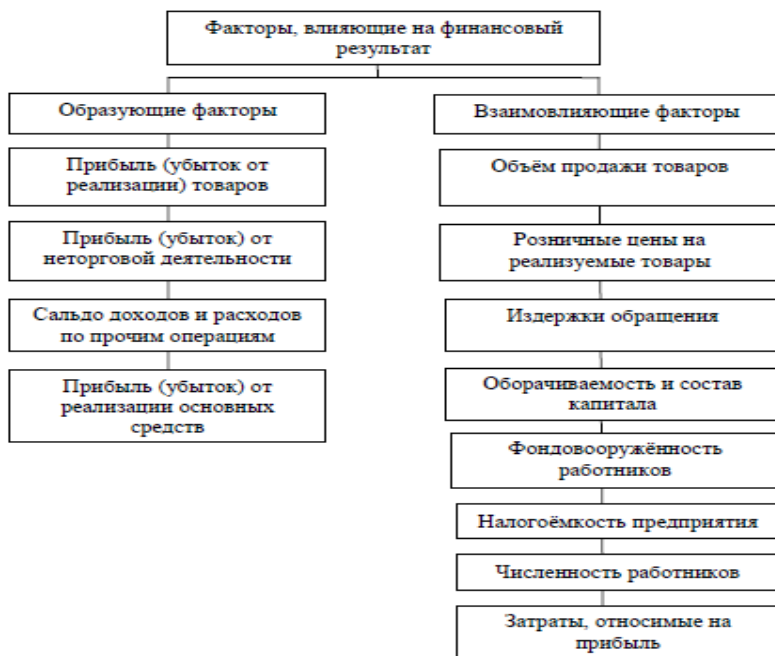 Факторы, влияющие на финансовый
результат
Образующие факторы
Прибыль (убыток от
реализации) товаров
Прибыль (убыток) от
неторговой деятельности
Сальдо доходов и расходов
по прочим операциям
Прибыль (убыток) от
реализации основных
средств
Взаимовлияющие факторы
Объём продажи товаров
Розничные цены на
реализуемые товары
Издержки обращения
Оборачиваемость и состав
капитала
Фондовооружённость
работников
Налогоёмкость предприятия
Численность работников
Затраты, относимые на
прибыль